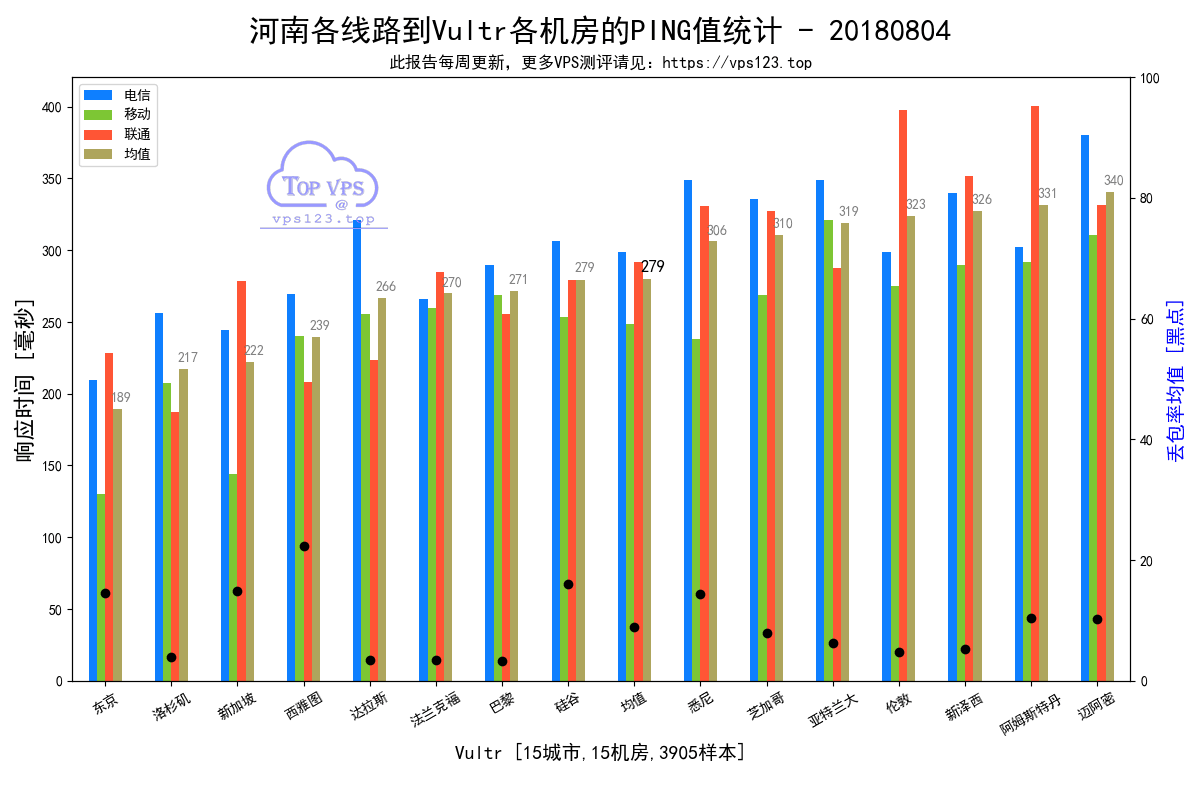 河南各线路到Vultr各机房的PING值统计 - 20180804
此报告每周更新，更多VPS测评请见：https://vps123.top
电信
移动
联通
均值
TOP VPS
@
vps123.top
响应时间 [毫秒]
400
350
300
250
200
150
100
50
0
189
217
222
239
266
270
271
279
279
306
310
319
323
326
331
340
100
80
60
40
20
0
丢包率均值 [黑点]
东京
洛杉矶
新加坡
西雅图
达拉斯
法兰克福
巴黎
硅谷
均值
悉尼
芝加哥
亚特兰大
伦敦
新泽西
阿姆斯特丹
迈阿密
Vultr [15城市,15机房,3905样本]